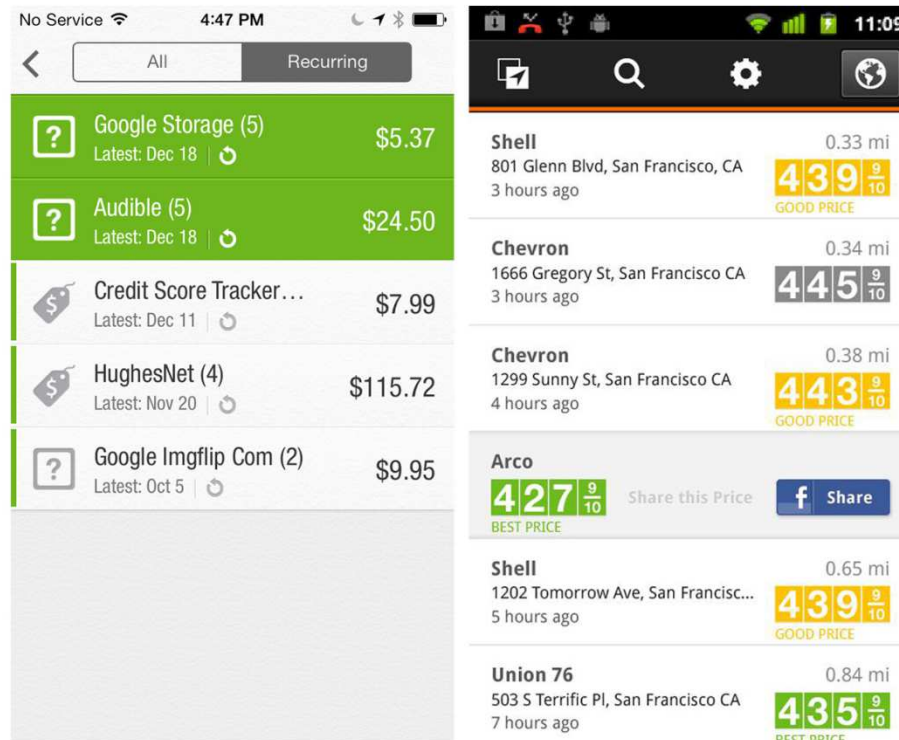 No Service 4:47 PM
All Recurring
? Google Storage (5) $5.37
Latest: Dec 18
? Audible (5) $24.50
Latest: Dec 18
$ Credit Score Tracker... $7.99
Latest: Dec 11
$ HughesNet (4) $115.72
Latest: Nov 20
? Google Imgflip Com (2) $9.95
Latest: Oct 5
11:09
Shell 0.33 mi
801 Glenn Blvd, San Francisco, CA 439 9/10
3 hours ago
GOOD PRICE
Chevron 0.34 mi
1666 Gregory St, San Francisco CA 445 9/10
3 hours ago
Chevron 0.38 mi
1299 Sunny St, San Francisco CA 443 9/10
4 hours ago
GOOD PRICE
Arco
427 9/10 Share this Price f Share
BEST PRICE
Shell 0.65 mi
1202 Tomorrow Ave, San Francisc... 439 9/10
5 hours ago
GOOD PRICE
Union 76 0.84 mi
503 S Terrific Pl, San Francisco CA 435 9/10
7 hours ago
BEST PRICE